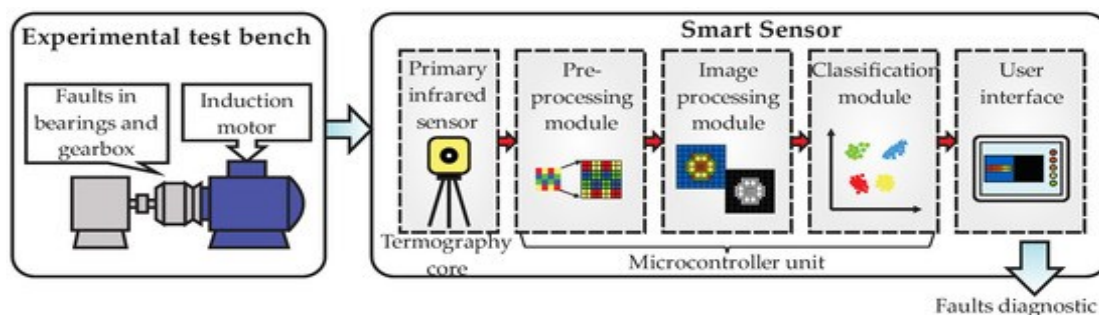 Experimental test bench
Faults in
bearings and
gearbox
Induction
motor
Smart Sensor
Primary
infrared
sensor
Termography
core
Pre-
processing
module
Image
processing
module
Classification
module
User
interface
Microcontroller unit
Faults diagnostic